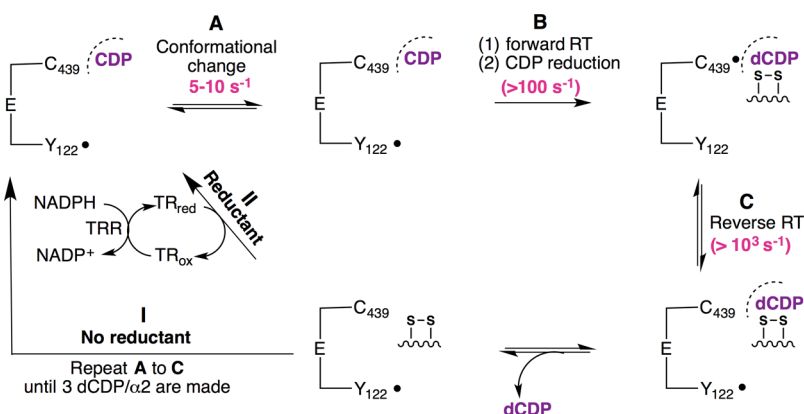 A
Conformational
change
5-10 s⁻¹
B
(1) forward RT
(2) CDP reduction
(>100 s⁻¹)
C₄₃₉ CDP
E
Y₁₂₂ •
C₄₃₉ CDP
E
Y₁₂₂ •
C₄₃₉• dCDP
S–S
E
Y₁₂₂
C
Reverse RT
(> 10³ s⁻¹)
II
Reductant
NADPH
TRR
NADP⁺
TRred
TRox
I
No reductant
Repeat A to C
until 3 dCDP/α2 are made
C₄₃₉
S–S
E
Y₁₂₂ •
dCDP
C₄₃₉ dCDP
S–S
E
Y₁₂₂ •